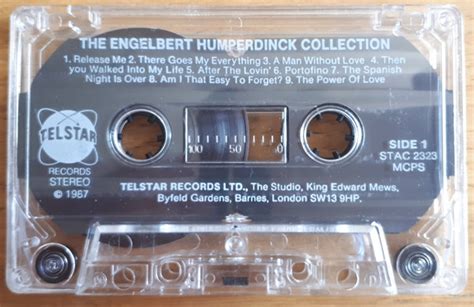 THE ENGELBERT HUMPERDINCK COLLECTION
1. Release Me 2. There Goes My Everything 3. A Man Without Love 4. Then
you Walked Into My Life 5. After The Lovin' 6. Portofino 7. The Spanish
Night Is Over 8. Am I That Easy To Forget? 9. The Power Of Love
TELSTAR
RECORDS
STEREO
© 1987
100 50 0
SIDE 1
STAC 2323
MCPS
TELSTAR RECORDS LTD., The Studio, King Edward Mews,
Byfeld Gardens, Barnes, London SW13 9HP.